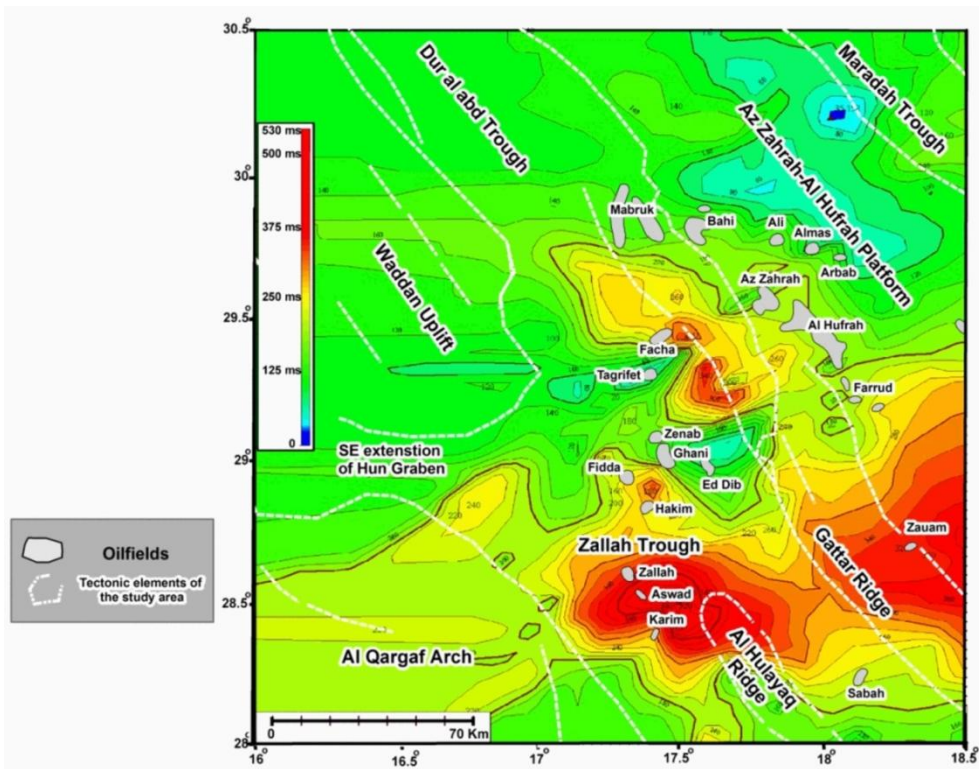 30.5
30
29.5
29
28.5
28
16
16.5
17
17.5
18
18.5
530 ms
500 ms
375 ms
250 ms
125 ms
0
Dur al abd Trough
Maradah Trough
Az Zahrah-Al Hufrah Platform
Waddan Uplift
Mabruk
Bahi
Ali
Almas
Arbab
Az Zahrah
Al Hufrah
Facha
Tagrifet
Farrud
SE extenstion
of Hun Graben
Zenab
Ghani
Fidda
Ed Dib
Hakim
Zallah Trough
Zallah
Aswad
Karim
Gattar Ridge
Zauam
Al Qargaf Arch
Al Hulayaq
Ridge
Sabah
0 70 Km
Oilfields
Tectonic elements of
the study area